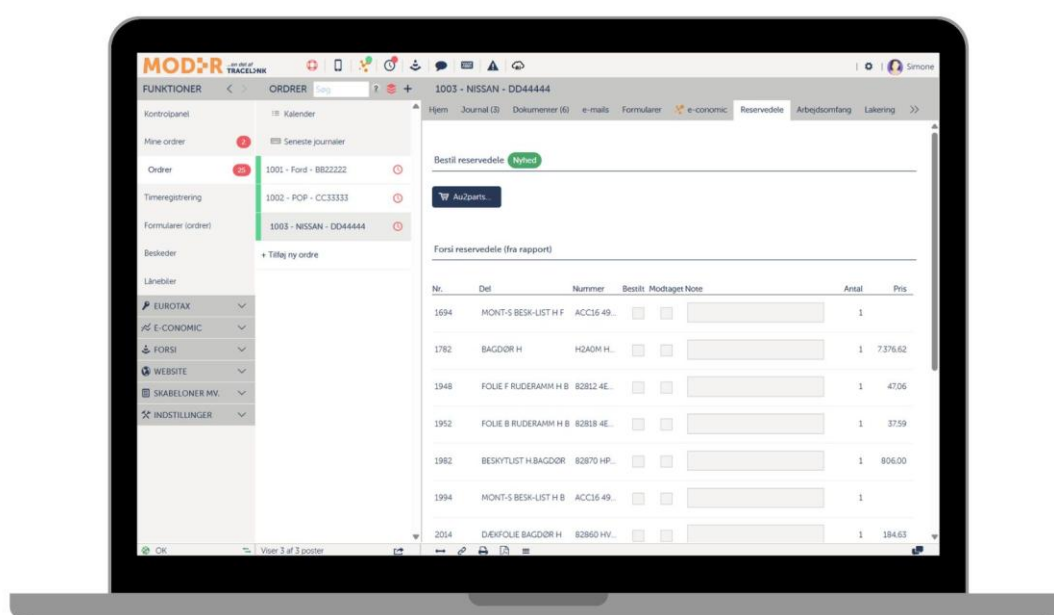 MOD:-R ...en del af TRACELINK
Simone
FUNKTIONER
ORDRER Søg
1003 - NISSAN - DD44444
Kontrolpanel
Mine ordrer 2
Ordrer 25
Timeregistrering
Formularer (ordrer)
Beskeder
Lånebiler
EUROTAX
E-CONOMIC
FORSI
WEBSITE
SKABELONER MV.
INDSTILLINGER
OK
Kalender
Seneste journaler
1001 - Ford - BB22222
1002 - POP - CC33333
1003 - NISSAN - DD44444
+ Tilføj ny ordre
Viser 3 af 3 poster
Hjem Journal (3) Dokumenter (6) e-mails Formularer e-conomic Reservedele Arbejdsomfang Lakering
Bestil reservedele Nyhed
Au2parts...
Forsi reservedele (fra rapport)
Nr. Del Nummer Bestilt Modtaget Note Antal Pris
1694 MONT-S BESK-LIST H F ACC16 49... 1
1782 BAGDØR H H2A0M H... 1 7.376,62
1948 FOLIE F RUDERAMM H B 82812 4E... 1 47,06
1952 FOLIE B RUDERAMM H B 82818 4E... 1 37,59
1982 BESKYTLIST H.BAGDØR 82870 HP... 1 806,00
1994 MONT-S BESK-LIST H B ACC16 49... 1
2014 DÆKFOLIE BAGDØR H 82860 HV... 1 184,63